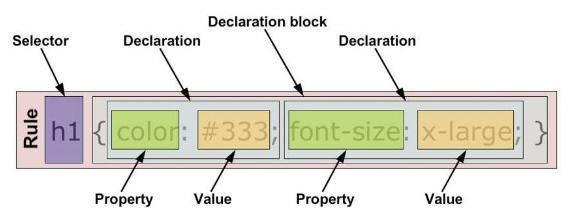 Declaration block
Selector Declaration Declaration
Rule h1 { color: #333; font-size: x-large; }
Property Value Property Value